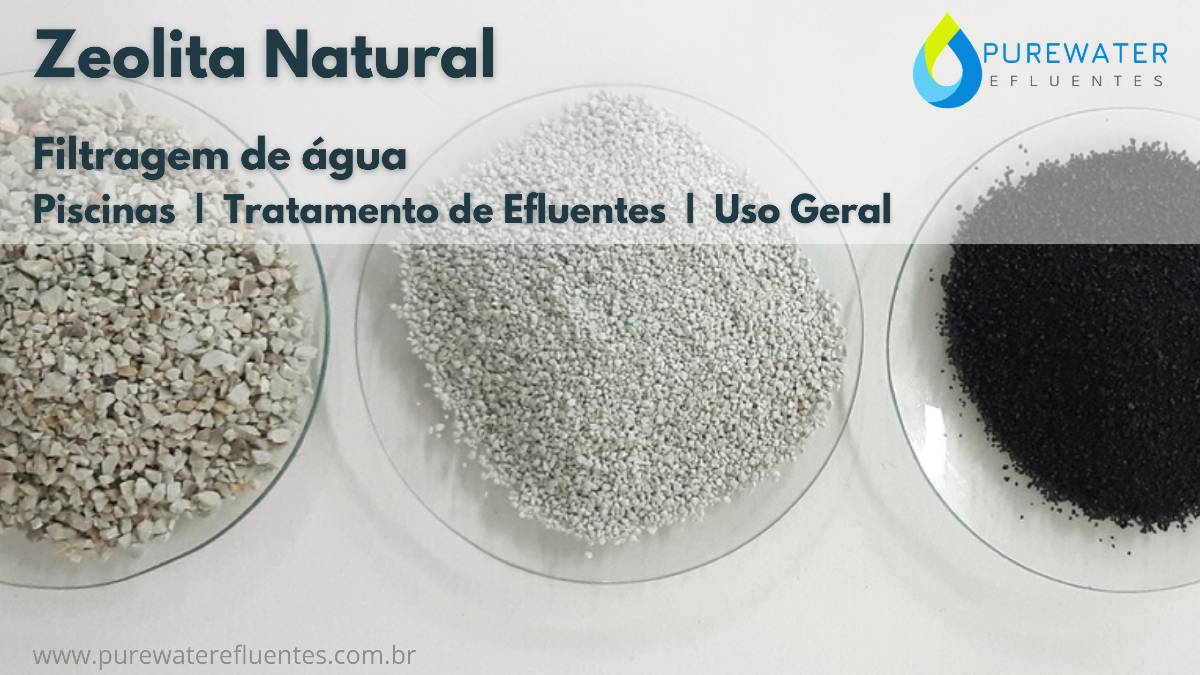 Zeolita Natural
PUREWATER
EFLUENTES
Filtragem de água
Piscinas | Tratamento de Efluentes | Uso Geral
www.purewaterefluentes.com.br